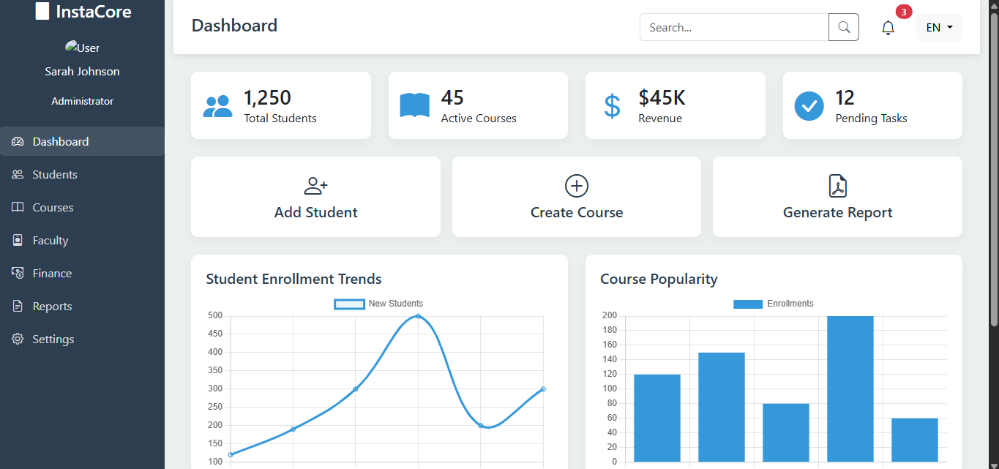 InstaCore
User
Sarah Johnson
Administrator
Dashboard
Students
Courses
Faculty
Finance
Reports
Settings
Dashboard
Search...
3
EN
1,250
Total Students
45
Active Courses
$45K
Revenue
12
Pending Tasks
Add Student
Create Course
Generate Report
Student Enrollment Trends
New Students
500
450
400
350
300
250
200
150
100
Course Popularity
Enrollments
200
180
160
140
120
100
80
60
40
20
0